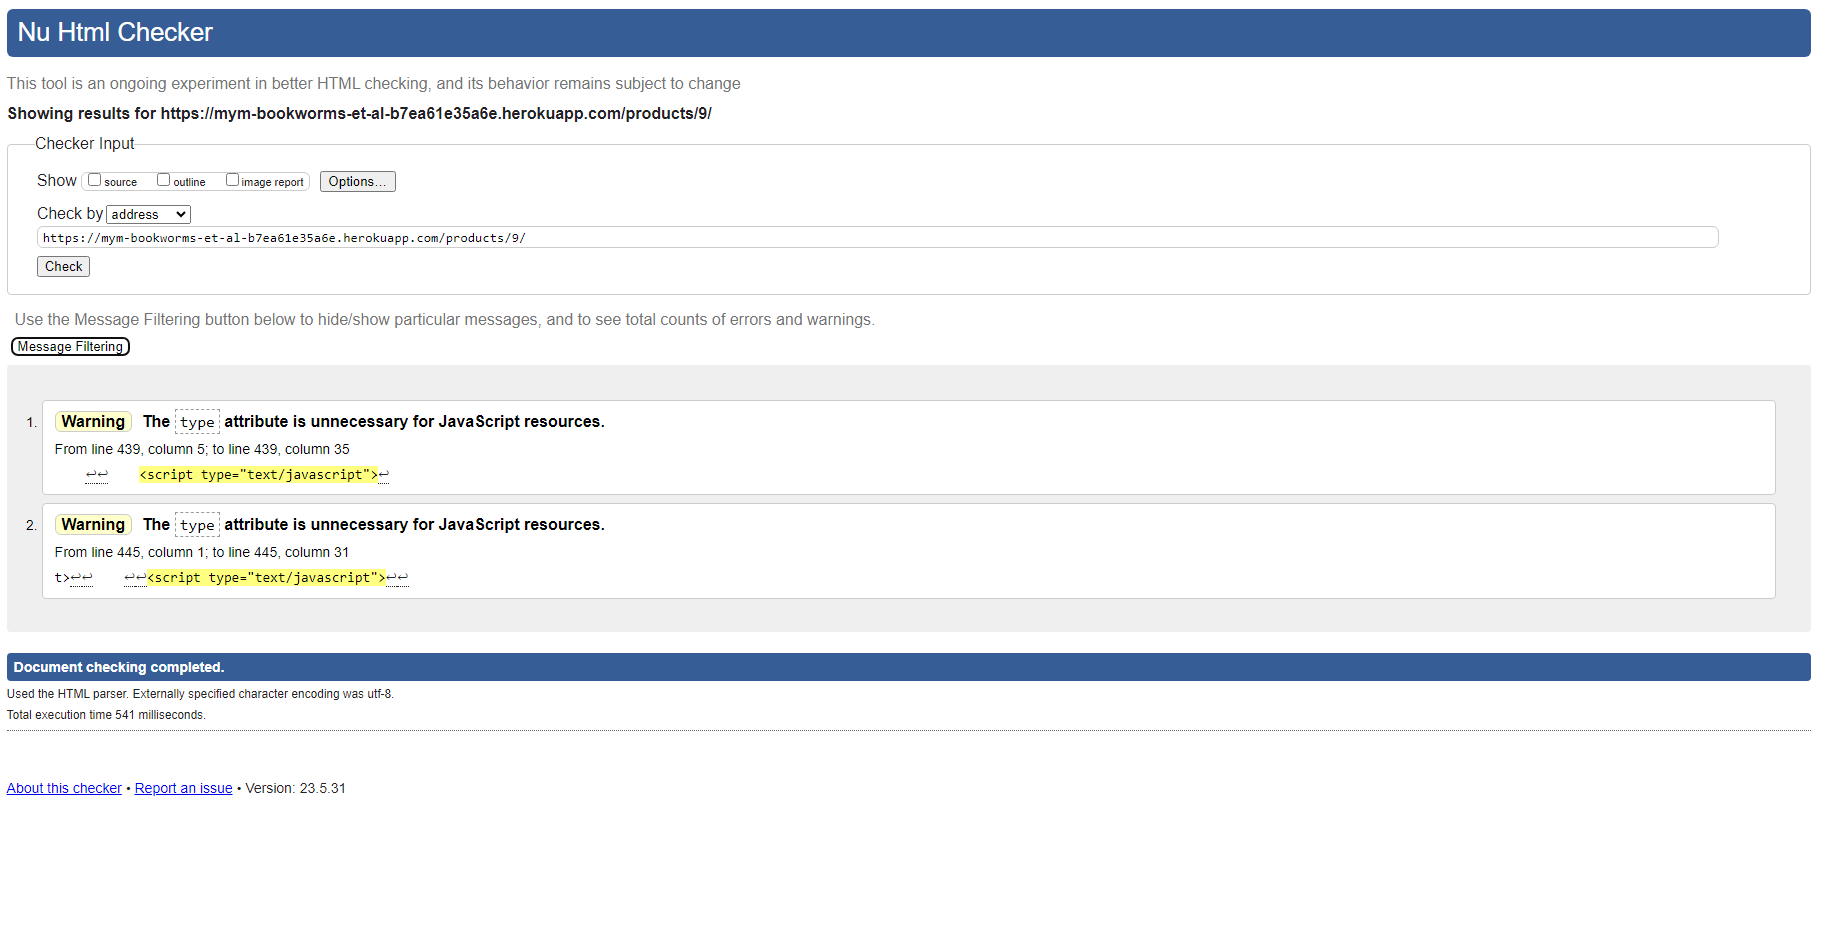 Nu Html Checker
This tool is an ongoing experiment in better HTML checking, and its behavior remains subject to change
Showing results for https://mym-bookworms-et-al-b7ea61e35a6e.herokuapp.com/products/9/
Checker Input
Show source outline image report Options...
Check by address
https://mym-bookworms-et-al-b7ea61e35a6e.herokuapp.com/products/9/
Check
Use the Message Filtering button below to hide/show particular messages, and to see total counts of errors and warnings.
Message Filtering
1. Warning The type attribute is unnecessary for JavaScript resources.
From line 439, column 5; to line 439, column 35
↩↩ <script type="text/javascript">↩
2. Warning The type attribute is unnecessary for JavaScript resources.
From line 445, column 1; to line 445, column 31
t>↩↩ ↩↩<script type="text/javascript">↩↩
Document checking completed.
Used the HTML parser. Externally specified character encoding was utf-8.
Total execution time 541 milliseconds.
About this checker • Report an issue • Version: 23.5.31